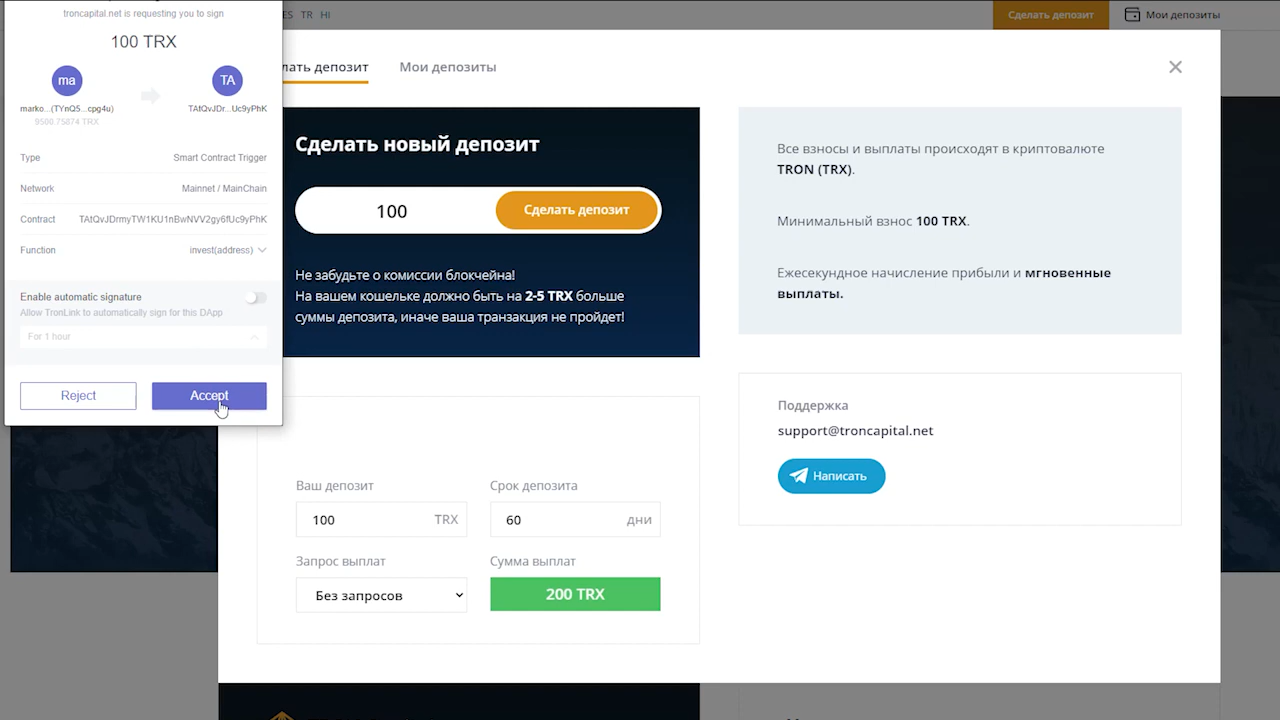 troncapital.net is requesting you to sign
100 TRX
ma
TA
marko...(TYnQ5...cpg4u)
TAtQvJDr...Uc9yPhK
9500.75874 TRX
Type
Smart Contract Trigger
Network
Mainnet / MainChain
Contract
TAtQvJDrmyTW1KU1nBwNVV2gy6fUc9yPhK
Function
invest(address)
Enable automatic signature
Allow TronLink to automatically sign for this DApp
For 1 hour
Reject
Accept
ES TR HI
Сделать депозит
Мои депозиты
лать депозит
Мои депозиты
Сделать новый депозит
100
Сделать депозит
Не забудьте о комиссии блокчейна!
На вашем кошельке должно быть на 2-5 TRX больше
суммы депозита, иначе ваша транзакция не пройдет!
Все взносы и выплаты происходят в криптовалюте
TRON (TRX).
Минимальный взнос 100 TRX.
Ежесекундное начисление прибыли и мгновенные
выплаты.
Поддержка
support@troncapital.net
Написать
Ваш депозит
Срок депозита
100
TRX
60
дни
Запрос выплат
Сумма выплат
Без запросов
200 TRX